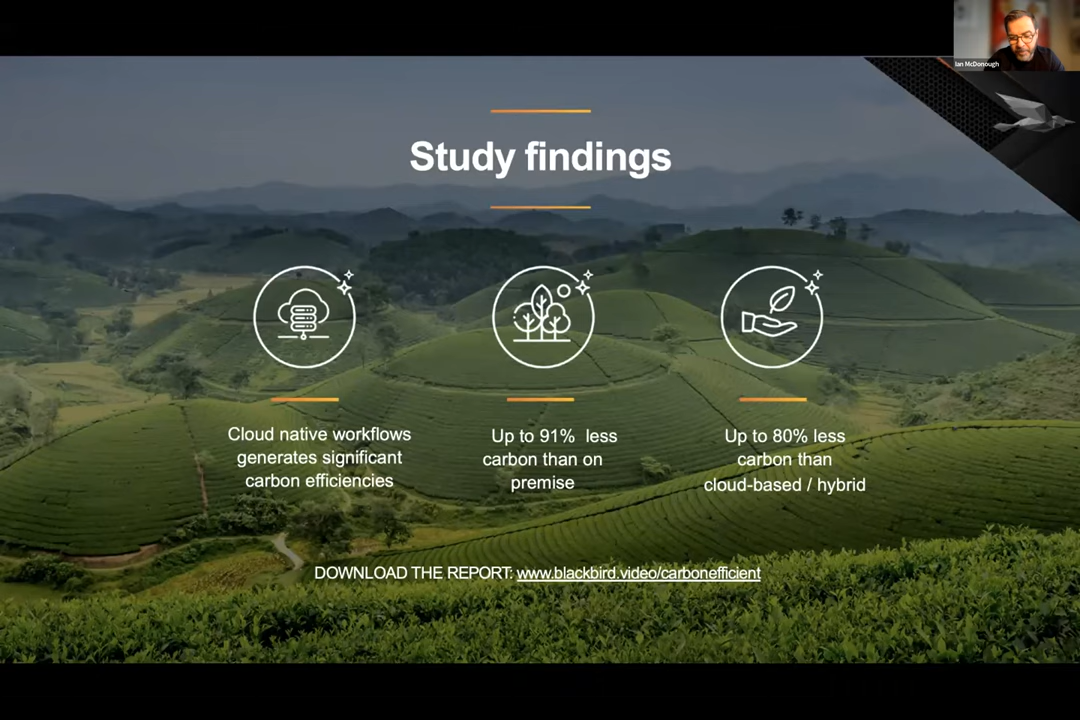 Ian McDonough
Study findings
Cloud native workflows
generates significant
carbon efficiencies
Up to 91% less
carbon than on
premise
Up to 80% less
carbon than
cloud-based / hybrid
DOWNLOAD THE REPORT: www.blackbird.video/carbonefficient